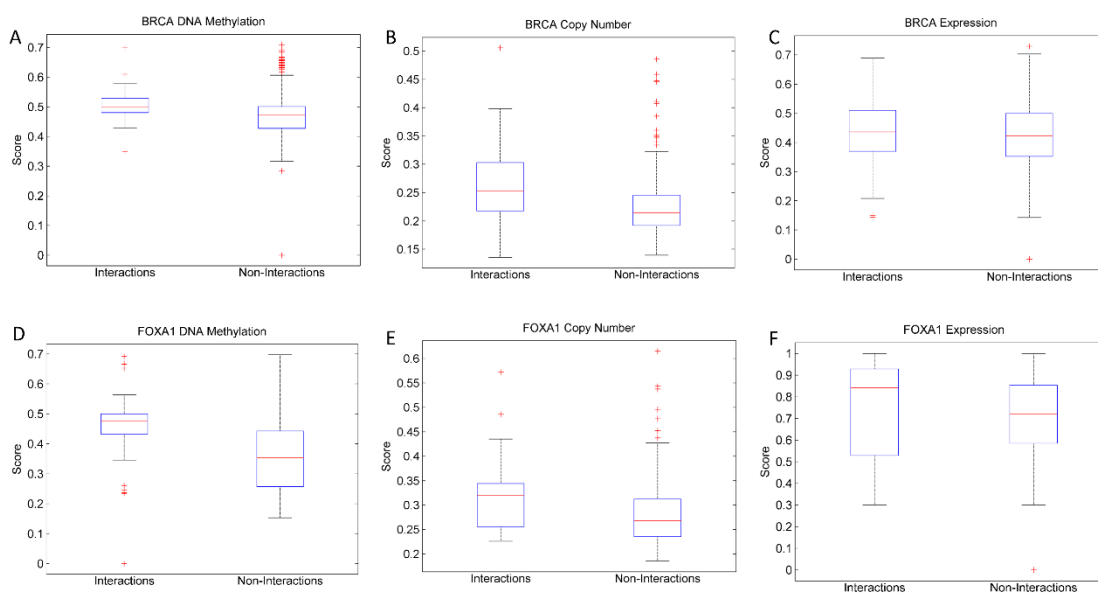 A
BRCA DNA Methylation
0.7
0.6
0.5
0.4
0.3
0.2
0.1
0
Score
Interactions
Non-Interactions
B
BRCA Copy Number
0.5
0.45
0.4
0.35
0.3
0.25
0.2
0.15
Score
Interactions
Non-Interactions
C
BRCA Expression
0.7
0.6
0.5
0.4
0.3
0.2
0.1
0
Score
Interactions
Non-Interactions
D
FOXA1 DNA Methylation
0.7
0.6
0.5
0.4
0.3
0.2
0.1
0
Score
Interactions
Non-Interactions
E
FOXA1 Copy Number
0.6
0.55
0.5
0.45
0.4
0.35
0.3
0.25
0.2
Score
Interactions
Non-Interactions
F
FOXA1 Expression
1
0.9
0.8
0.7
0.6
0.5
0.4
0.3
0.2
0.1
0
Score
Interactions
Non-Interactions